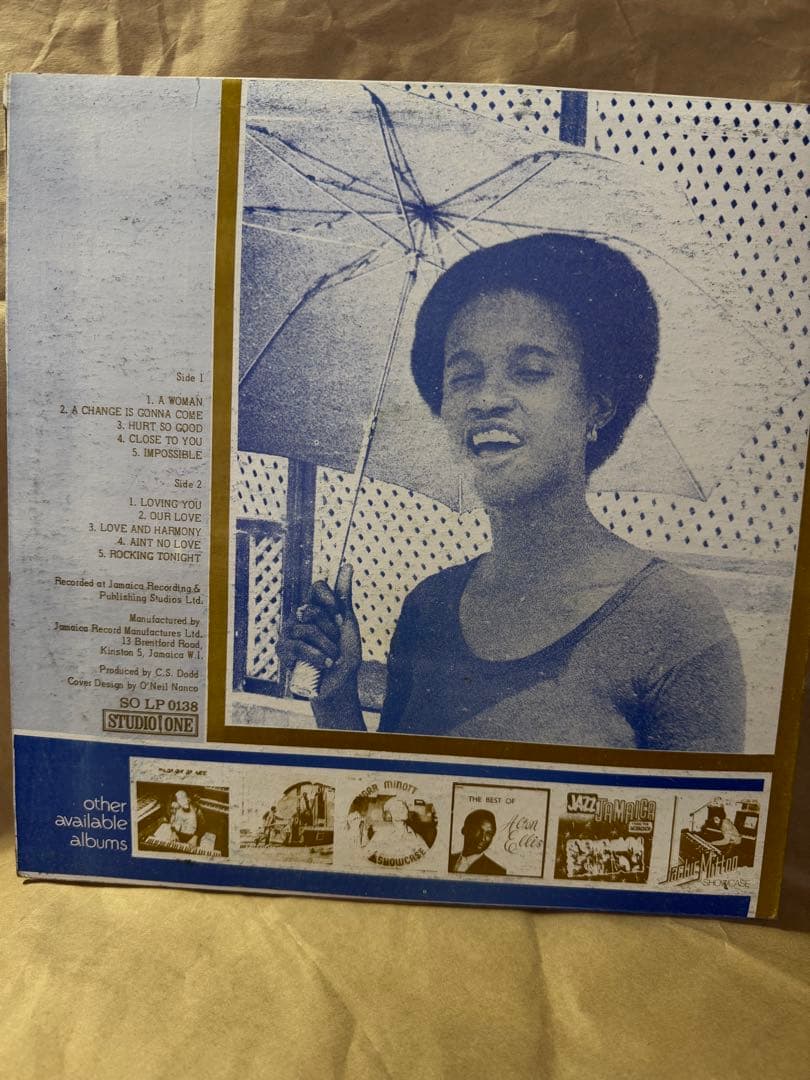 Side 1
1. A WOMAN
2. A CHANGE IS GONNA COME
3. HURT SO GOOD
4. CLOSE TO YOU
5. IMPOSSIBLE
Side 2
1. LOVING YOU
2. OUR LOVE
3. LOVE AND HARMONY
4. AINT NO LOVE
5. ROCKING TONIGHT
Recorded at Jamaica Recording &
Publishing Studios Ltd.
Manufactured by
Jamaica Record Manufactures Ltd.
13 Brentford Road,
Kinston 5, Jamaica W.I.
Produced by C.S. Dodd
Cover Design by O'Neil Nanco
SO LP 0138
STUDIO ONE
other
available
albums
MINOTT
SHOWCASE
THE BEST OF
Alton
Ellis
JAZZ
JAMAICA
Jackie Mittoo
SHOWCASE